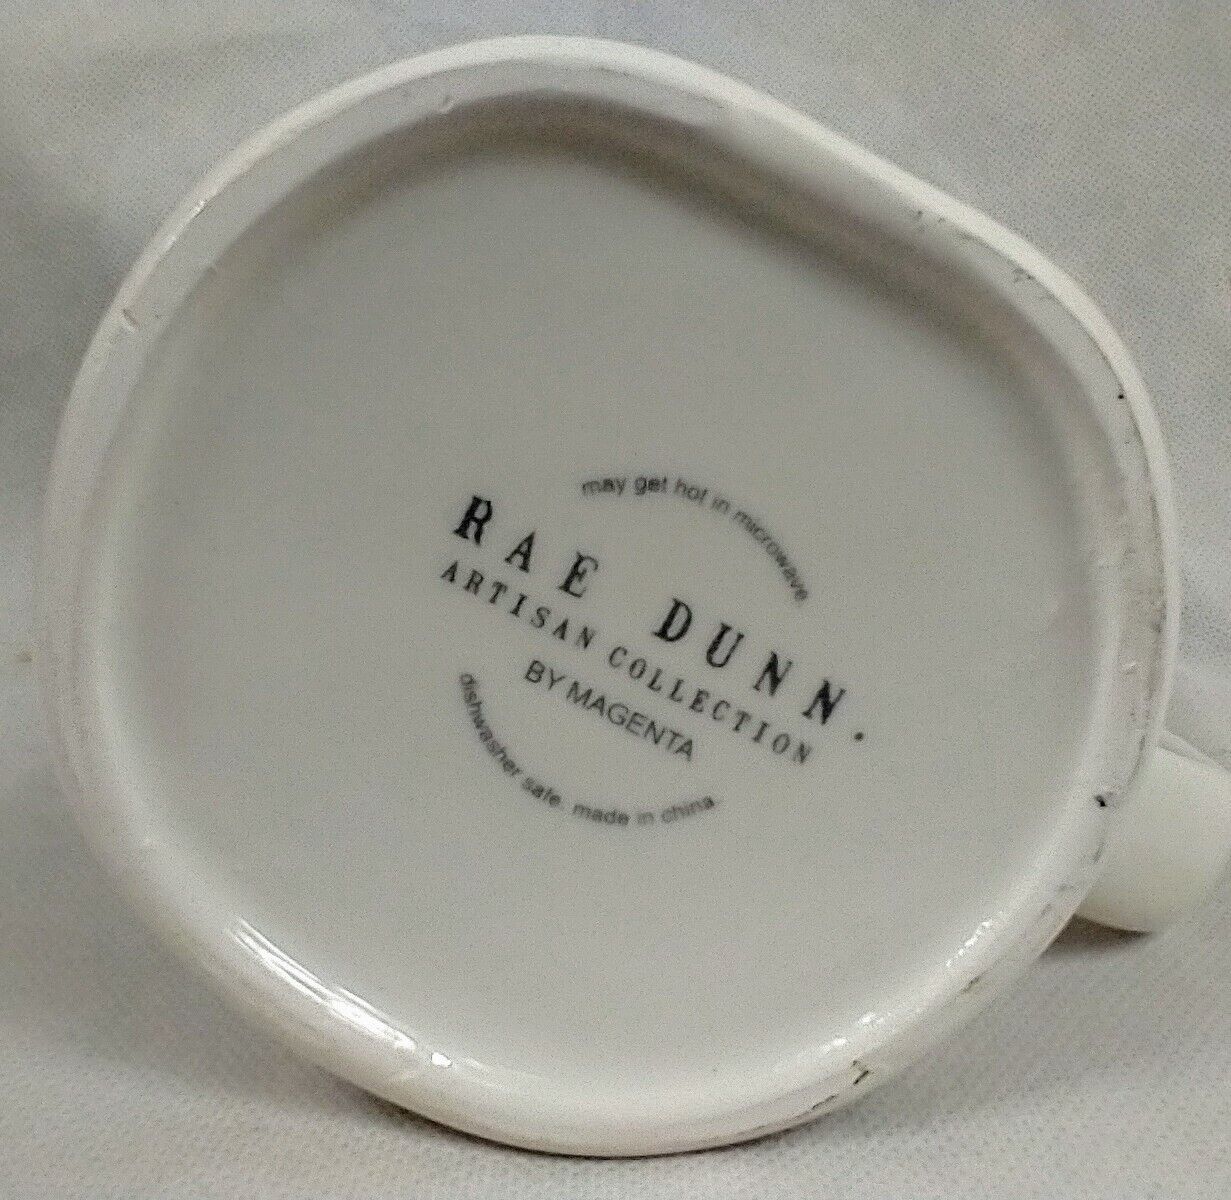 may get hot in microwave
RAE DUNN.
ARTISAN COLLECTION
BY MAGENTA
dishwasher safe. made in china